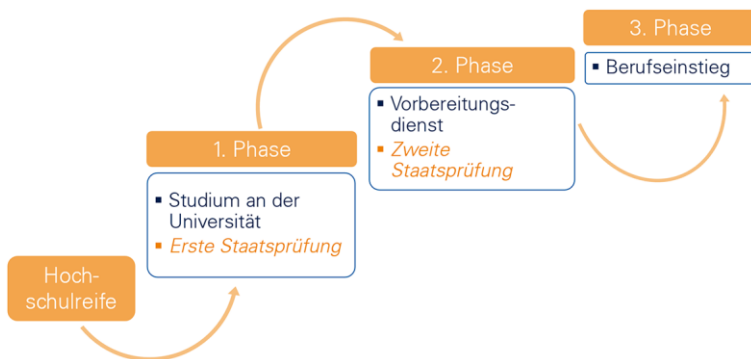 3. Phase
▪ Berufseinstieg
2. Phase
▪ Vorbereitungs-
dienst
▪ Zweite
Staatsprüfung
1. Phase
▪ Studium an der
Universität
▪ Erste Staatsprüfung
Hoch-
schulreife